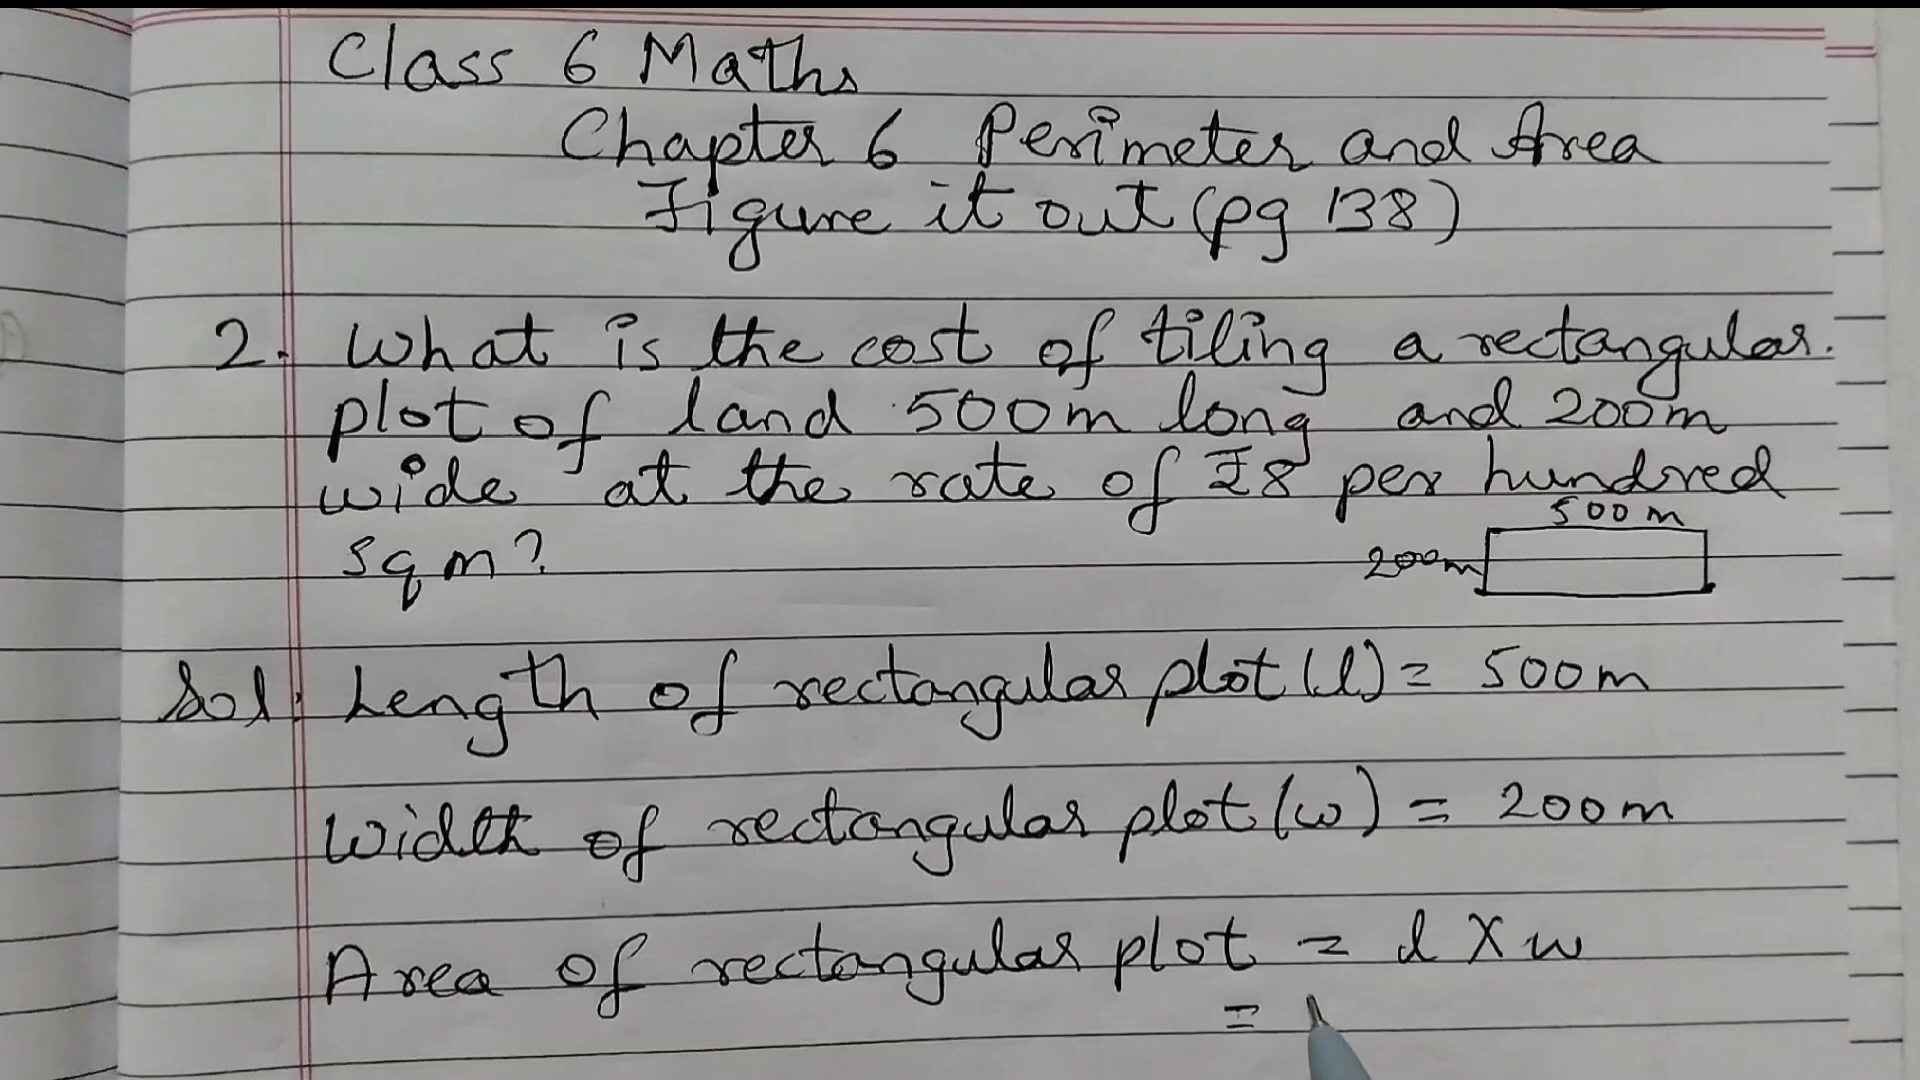 Class 6 Maths
Chapter 6 Perimeter and Area
Figure it out (pg 138)
2. What is the cost of tiling a rectangular.
plot of land 500m long and 200m
wide at the rate of ₹8 per hundred
sqm?
500m
200m
Sol: Length of rectangular plot (l) = 500m
Width of rectangular plot (w) = 200m
Area of rectangular plot = l X w
=